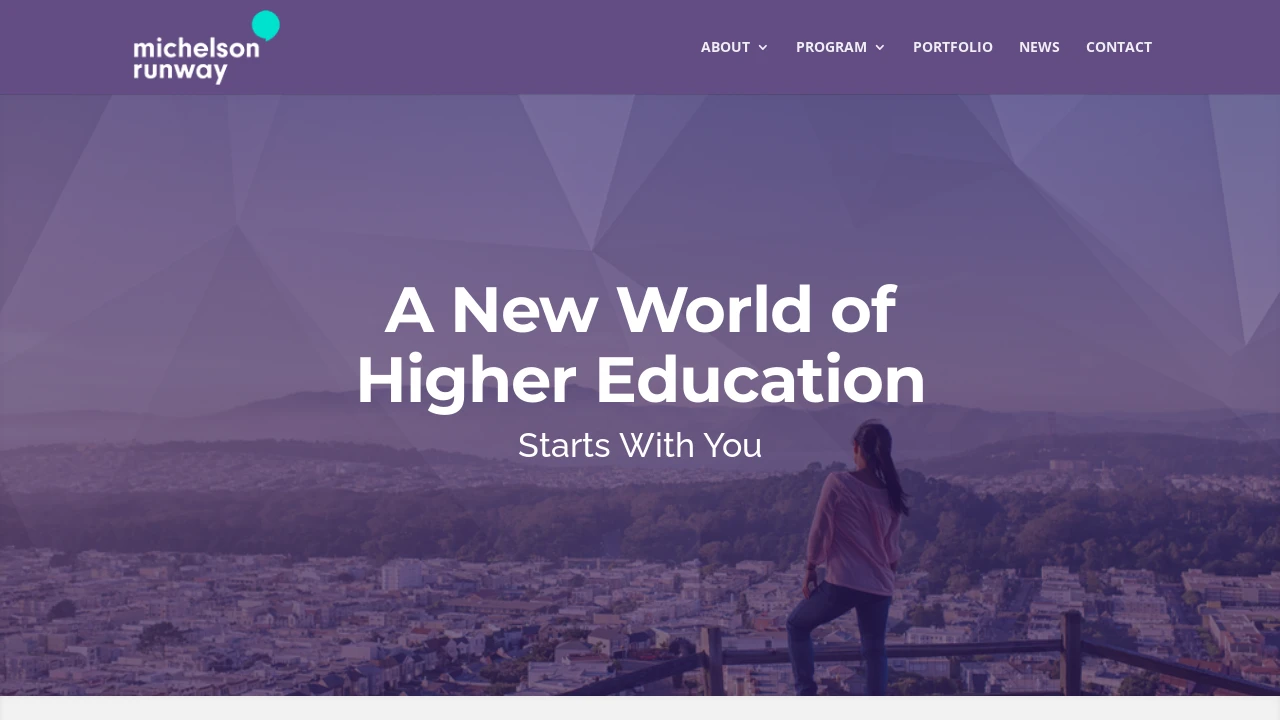 michelson
runway
ABOUT
PROGRAM
PORTFOLIO
NEWS
CONTACT
A New World of
Higher Education
Starts With You